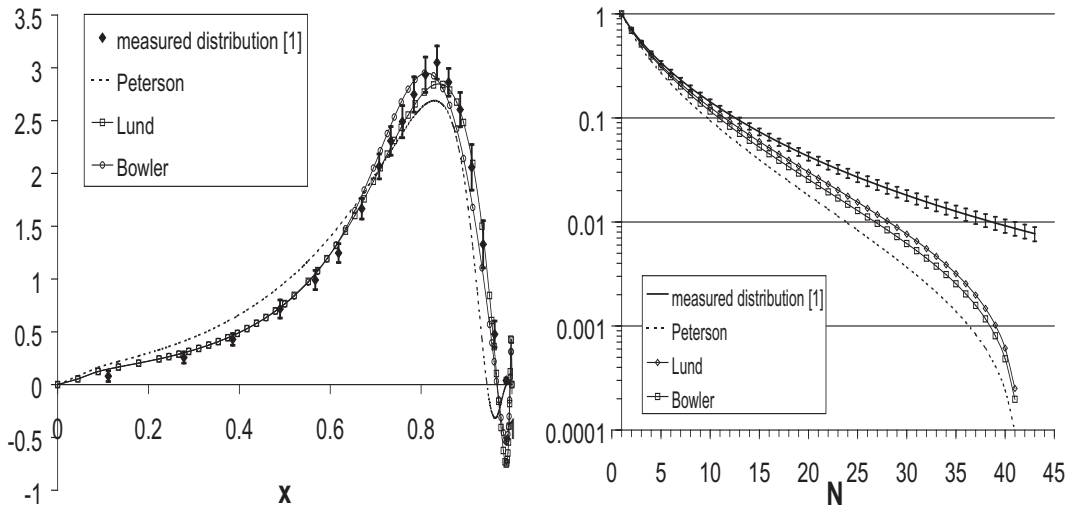 3.5
3
2.5
2
1.5
1
0.5
0
-0.5
-1
0 0.2 0.4 0.6 0.8
x
measured distribution [1]
Peterson
Lund
Bowler
1
0.1
0.01
0.001
0.0001
0 5 10 15 20 25 30 35 40 45
N
measured distribution [1]
Peterson
Lund
Bowler